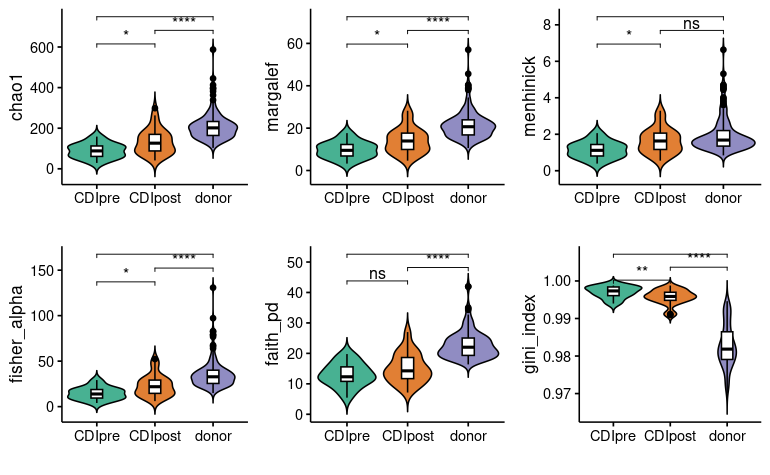 chao1
600
400
200
0
*
****
CDIpre CDIpost donor
margalef
60
40
20
0
*
****
CDIpre CDIpost donor
menhinick
8
6
4
2
0
*
ns
CDIpre CDIpost donor
fisher_alpha
150
100
50
0
*
****
CDIpre CDIpost donor
faith_pd
50
40
30
20
10
0
ns
****
CDIpre CDIpost donor
gini_index
1.00
0.99
0.98
0.97
**
****
CDIpre CDIpost donor